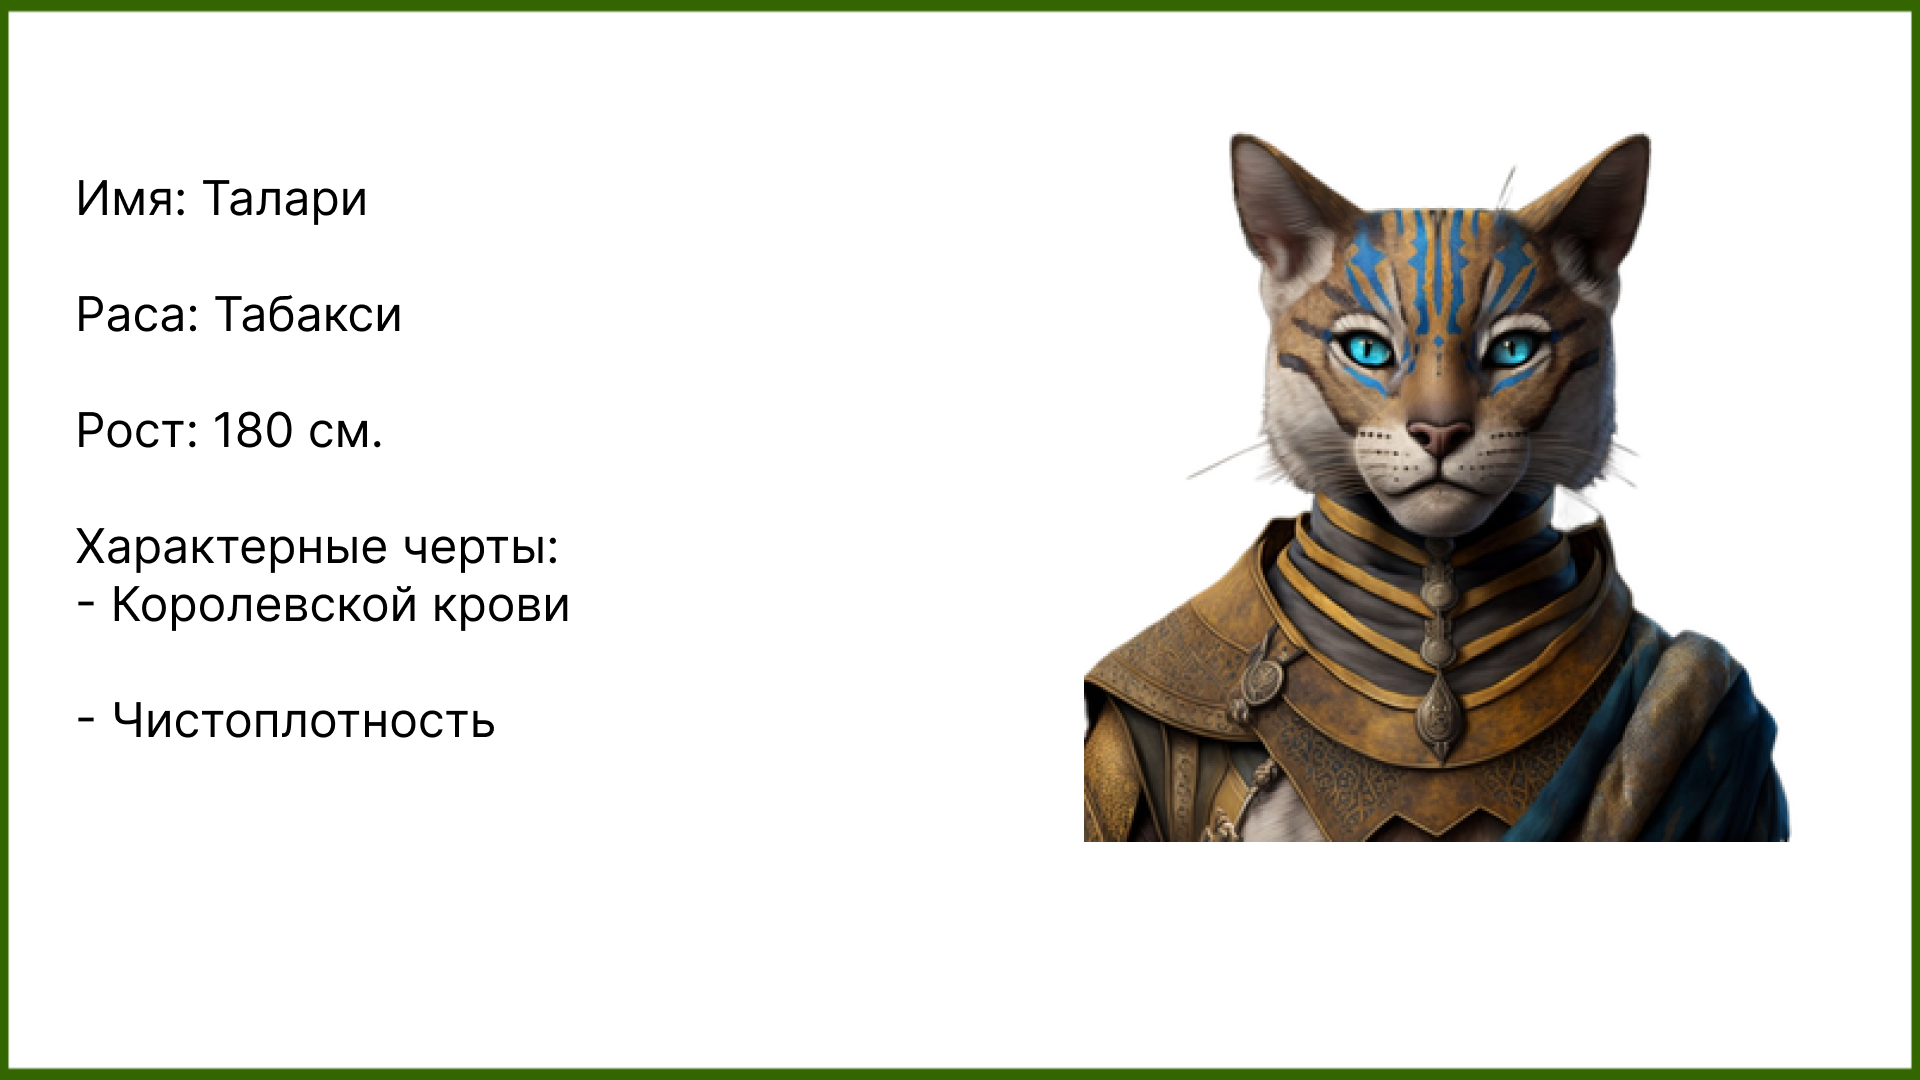 Имя: Талари
Раса: Табакси
Рост: 180 см.
Характерные черты:
- Королевской крови
- Чистоплотность